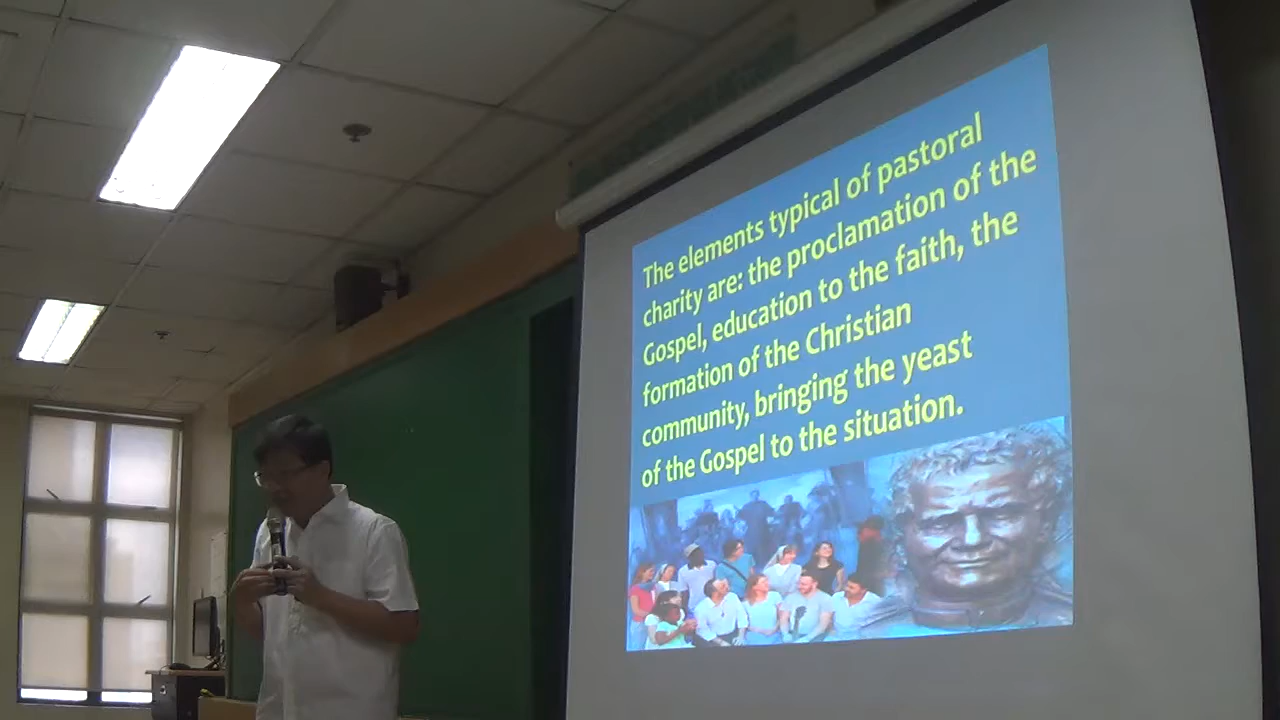 The elements typical of pastoral
charity are: the proclamation of the
Gospel, education to the faith, the
formation of the Christian
community, bringing the yeast
of the Gospel to the situation.